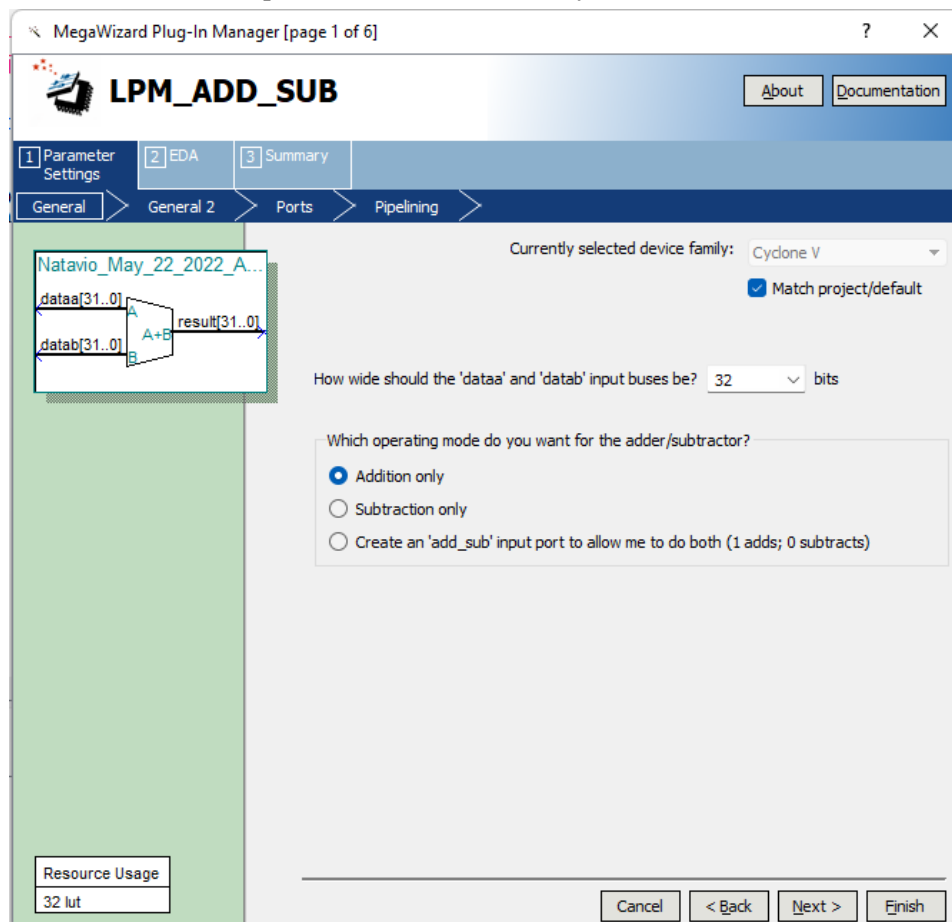 MegaWizard Plug-In Manager [page 1 of 6] ? ×
LPM_ADD_SUB
About Documentation
1 Parameter Settings 2 EDA 3 Summary
General General 2 Ports Pipelining
Currently selected device family: Cyclone V
Match project/default
Natavio_May_22_2022_A...
dataa[31..0]
A
result[31..0]
A+B
datab[31..0]
B
How wide should the 'dataa' and 'datab' input buses be? 32 bits
Which operating mode do you want for the adder/subtractor?
Addition only
Subtraction only
Create an 'add_sub' input port to allow me to do both (1 adds; 0 subtracts)
Resource Usage
32 lut
Cancel < Back Next > Finish